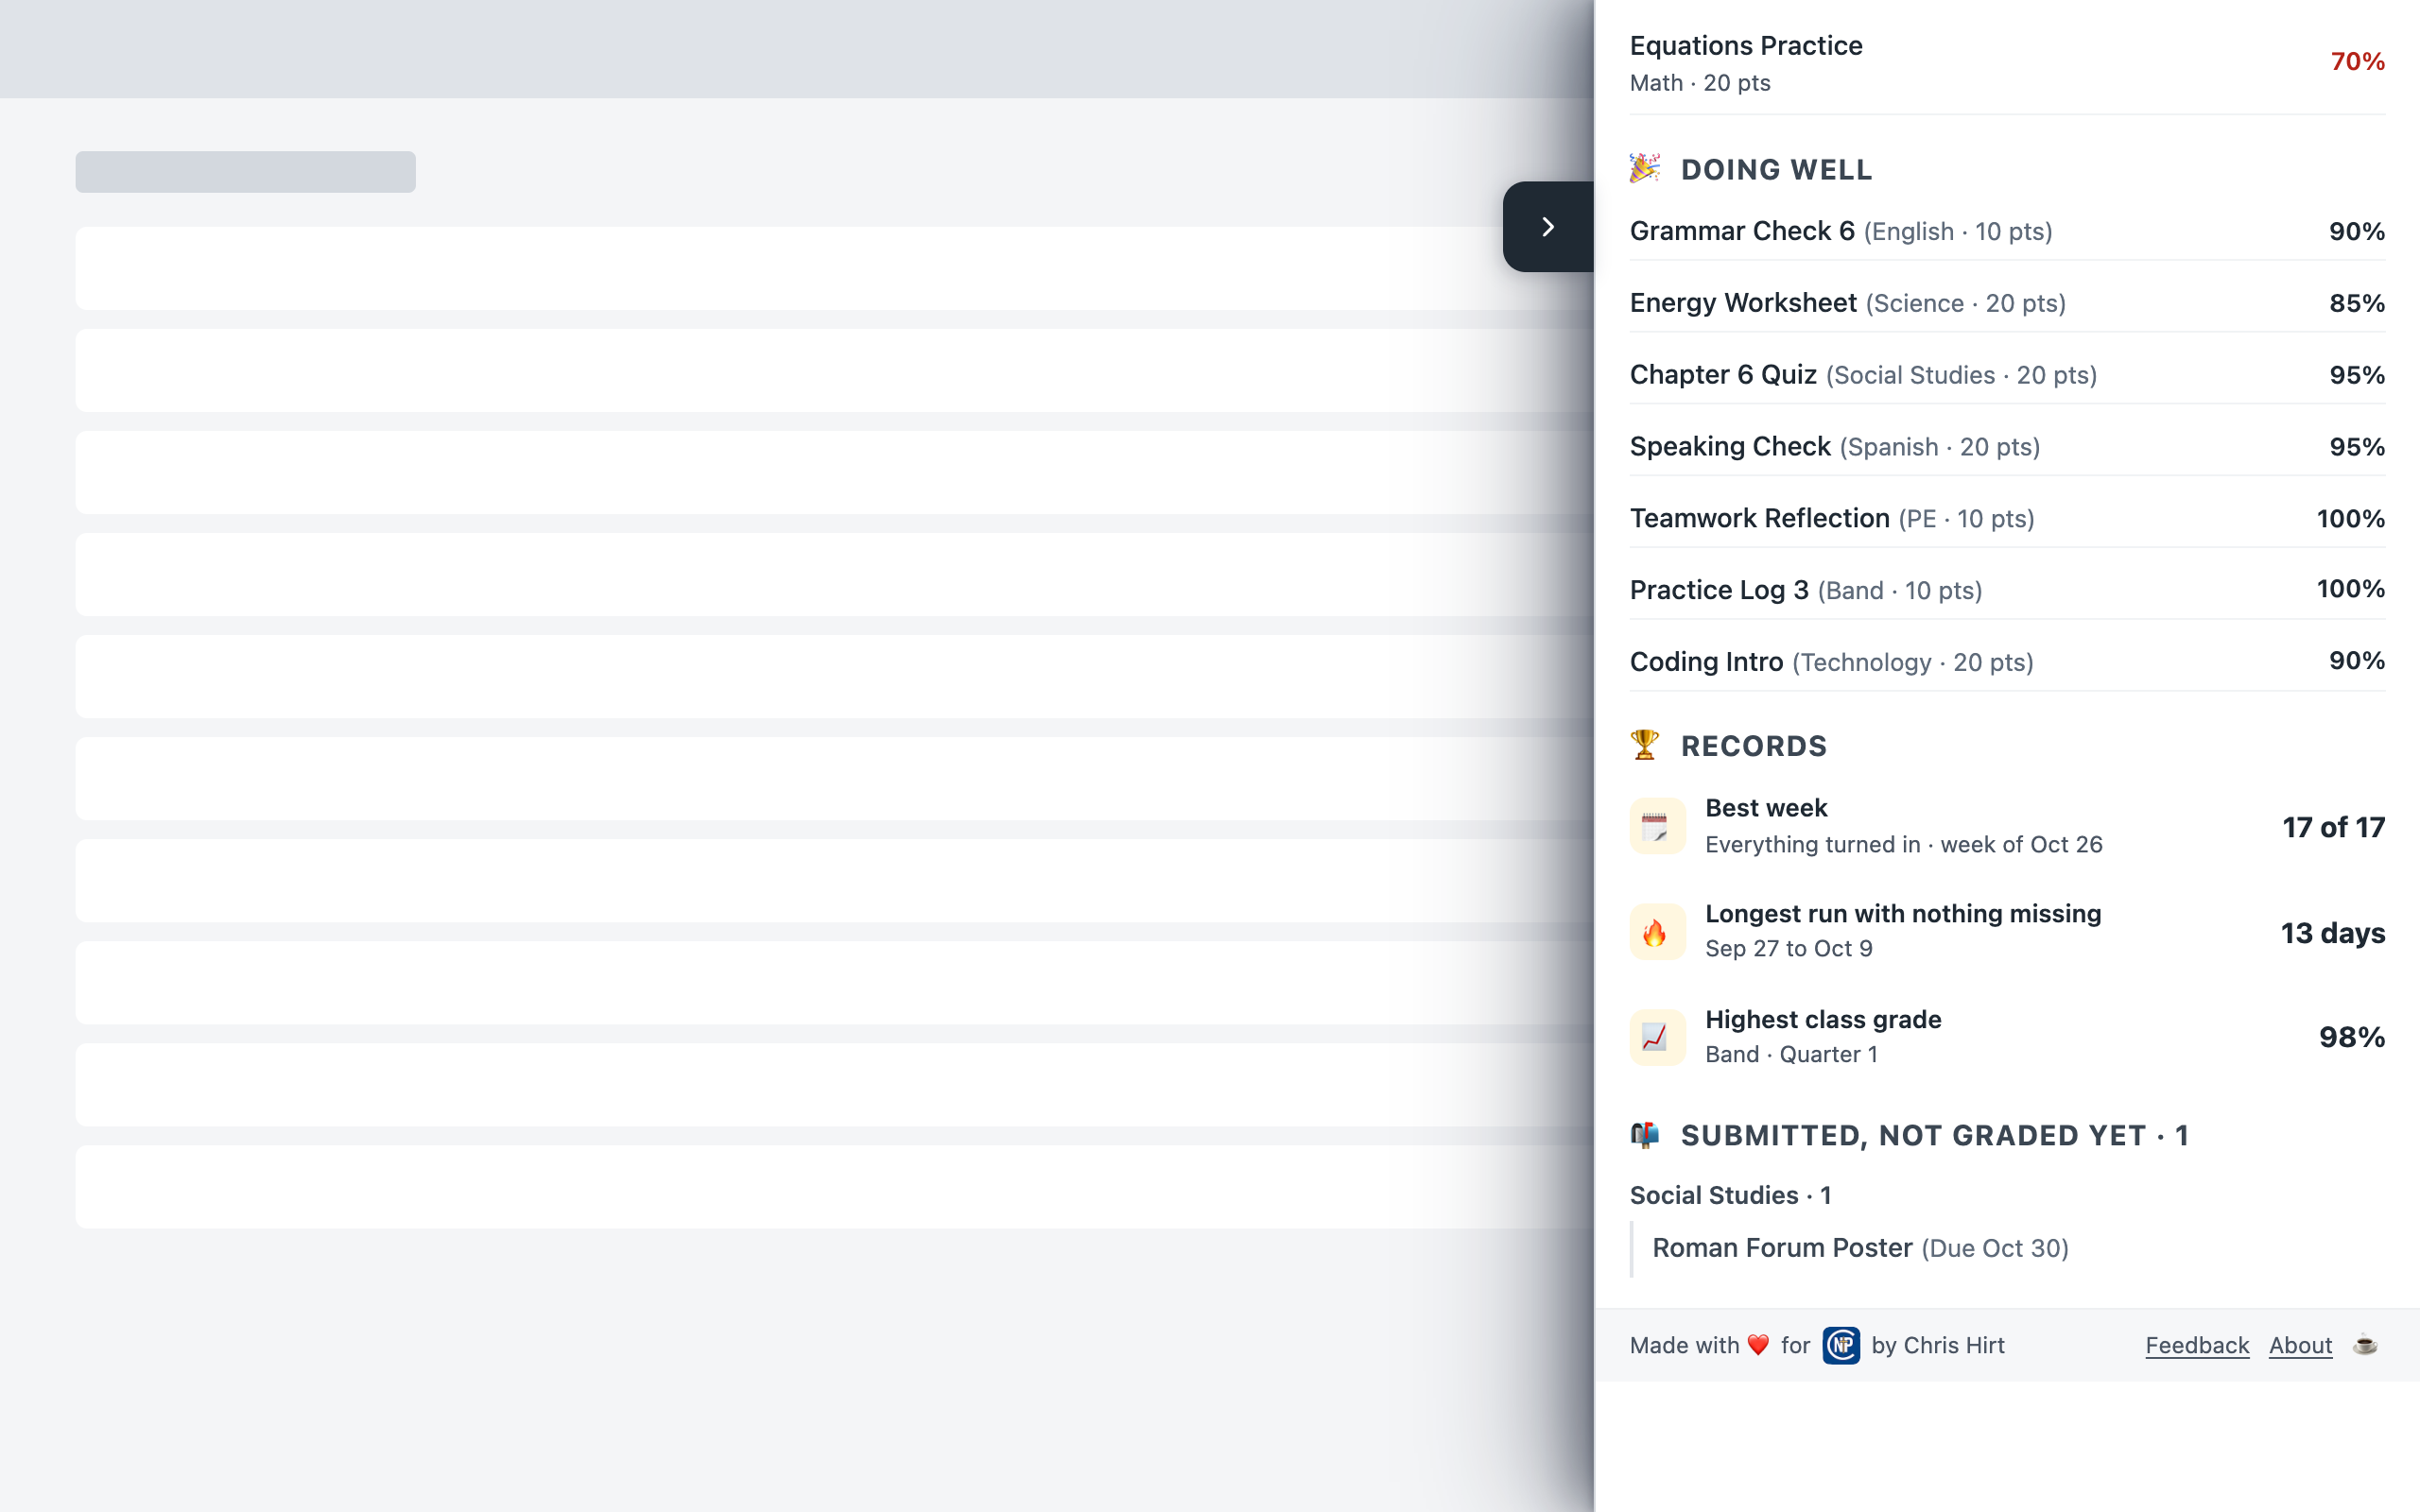 Equations Practice
70%
Math · 20 pts
DOING WELL
Grammar Check 6 (English · 10 pts) 90%
Energy Worksheet (Science · 20 pts) 85%
Chapter 6 Quiz (Social Studies · 20 pts) 95%
Speaking Check (Spanish · 20 pts) 95%
Teamwork Reflection (PE · 10 pts) 100%
Practice Log 3 (Band · 10 pts) 100%
Coding Intro (Technology · 20 pts) 90%
RECORDS
Best week
Everything turned in · week of Oct 26
17 of 17
Longest run with nothing missing
Sep 27 to Oct 9
13 days
Highest class grade
Band · Quarter 1
98%
SUBMITTED, NOT GRADED YET · 1
Social Studies · 1
Roman Forum Poster (Due Oct 30)
Made with ❤️ for NP by Chris Hirt Feedback About